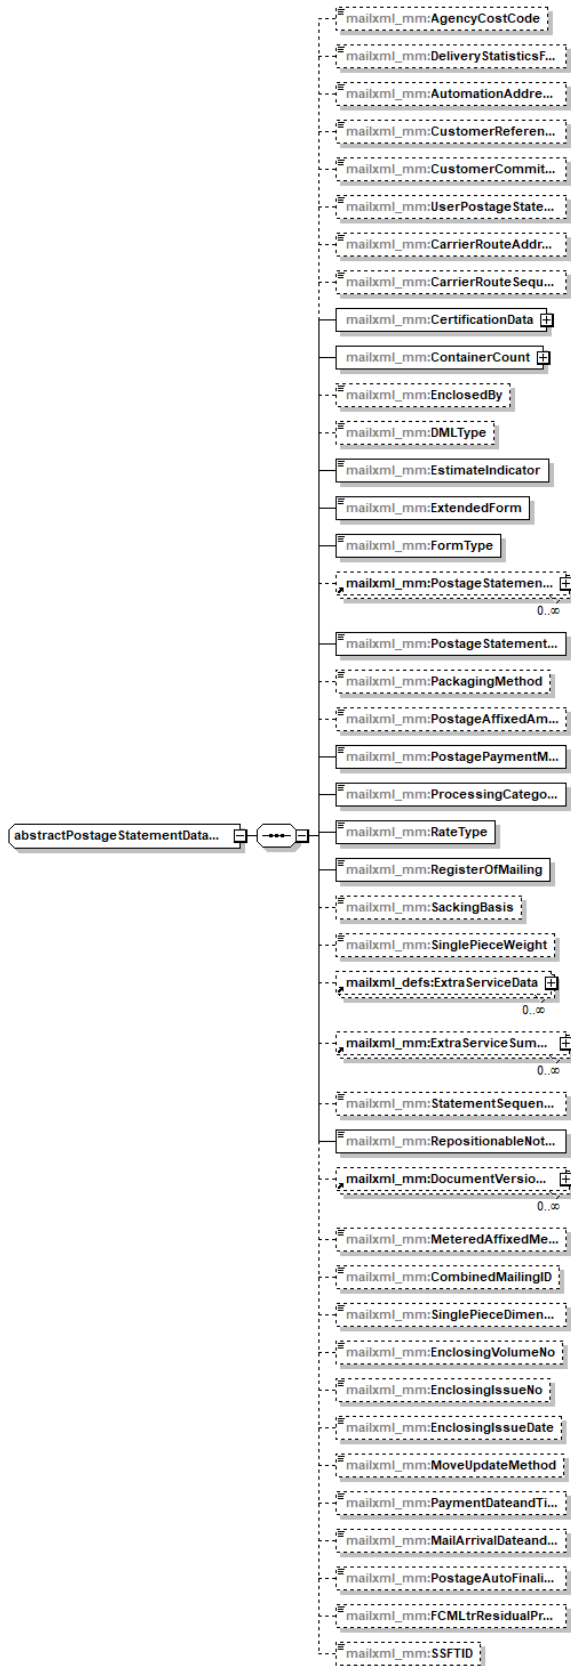 mailxml_mm:AgencyCostCode
mailxml_mm:DeliveryStatisticsF...
mailxml_mm:AutomationAddre...
mailxml_mm:CustomerReferen...
mailxml_mm:CustomerCommit...
mailxml_mm:UserPostageState...
mailxml_mm:CarrierRouteAddr...
mailxml_mm:CarrierRouteSequ...
mailxml_mm:CertificationData
mailxml_mm:ContainerCount
mailxml_mm:EnclosedBy
mailxml_mm:DMLType
mailxml_mm:EstimateIndicator
mailxml_mm:ExtendedForm
mailxml_mm:FormType
mailxml_mm:PostageStatemen...
0..∞
mailxml_mm:PostageStatement...
mailxml_mm:PackagingMethod
mailxml_mm:PostageAffixedAm...
mailxml_mm:PostagePaymentM...
mailxml_mm:ProcessingCatego...
abstractPostageStatementData...
mailxml_mm:RateType
mailxml_mm:RegisterOfMailing
mailxml_mm:SackingBasis
mailxml_mm:SinglePieceWeight
mailxml_defs:ExtraServiceData
0..∞
mailxml_mm:ExtraServiceSum...
0..∞
mailxml_mm:StatementSequen...
mailxml_mm:RepositionableNot...
mailxml_mm:DocumentVersio...
0..∞
mailxml_mm:MeteredAffixedMe...
mailxml_mm:CombinedMailingID
mailxml_mm:SinglePieceDimen...
mailxml_mm:EnclosingVolumeNo
mailxml_mm:EnclosingIssueNo
mailxml_mm:EnclosingIssueDate
mailxml_mm:MoveUpdateMethod
mailxml_mm:PaymentDateandTi...
mailxml_mm:MailArrivalDateand...
mailxml_mm:PostageAutoFinali...
mailxml_mm:FCMLtrResidualPr...
mailxml_mm:SSFTID